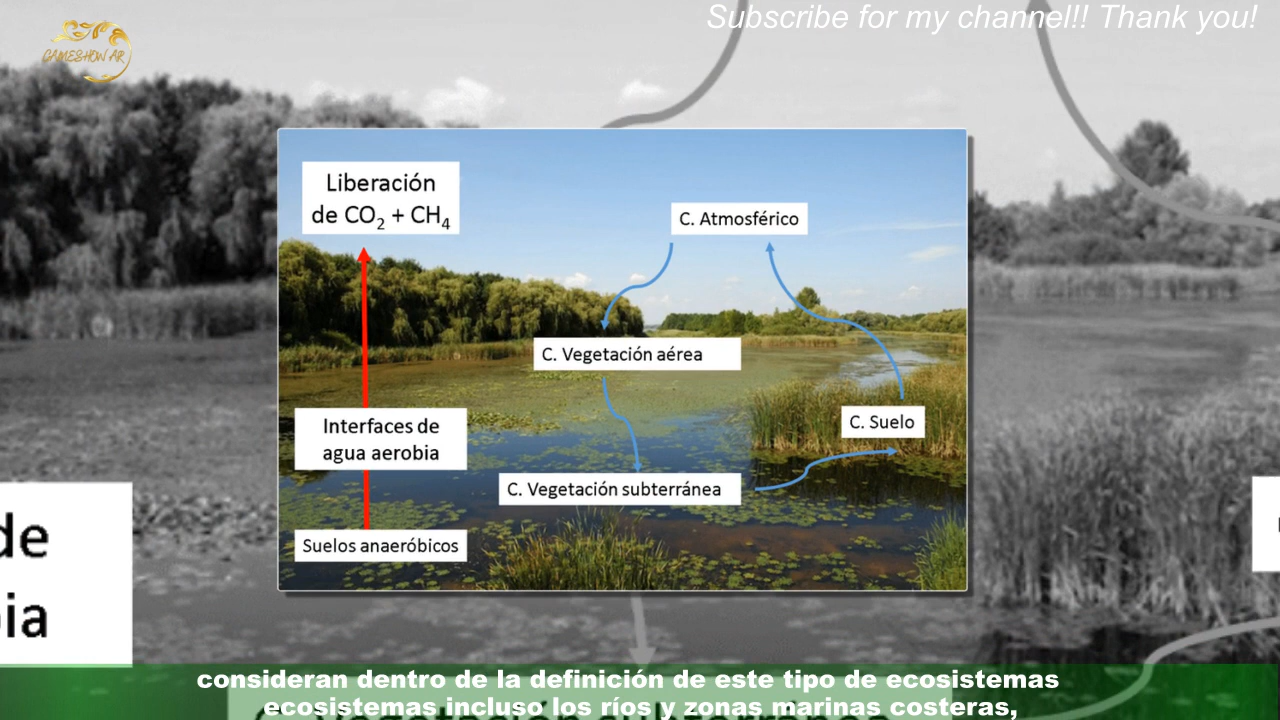 Subscribe for my channel!! Thank you!
GAMESHOW AR
Liberación
de CO₂ + CH₄
C. Atmosférico
C. Vegetación aérea
Interfaces de
agua aerobia
C. Suelo
C. Vegetación subterránea
Suelos anaeróbicos
de
consideran dentro de la definición de este tipo de ecosistemas
ecosistemas incluso los ríos y zonas marinas costeras,